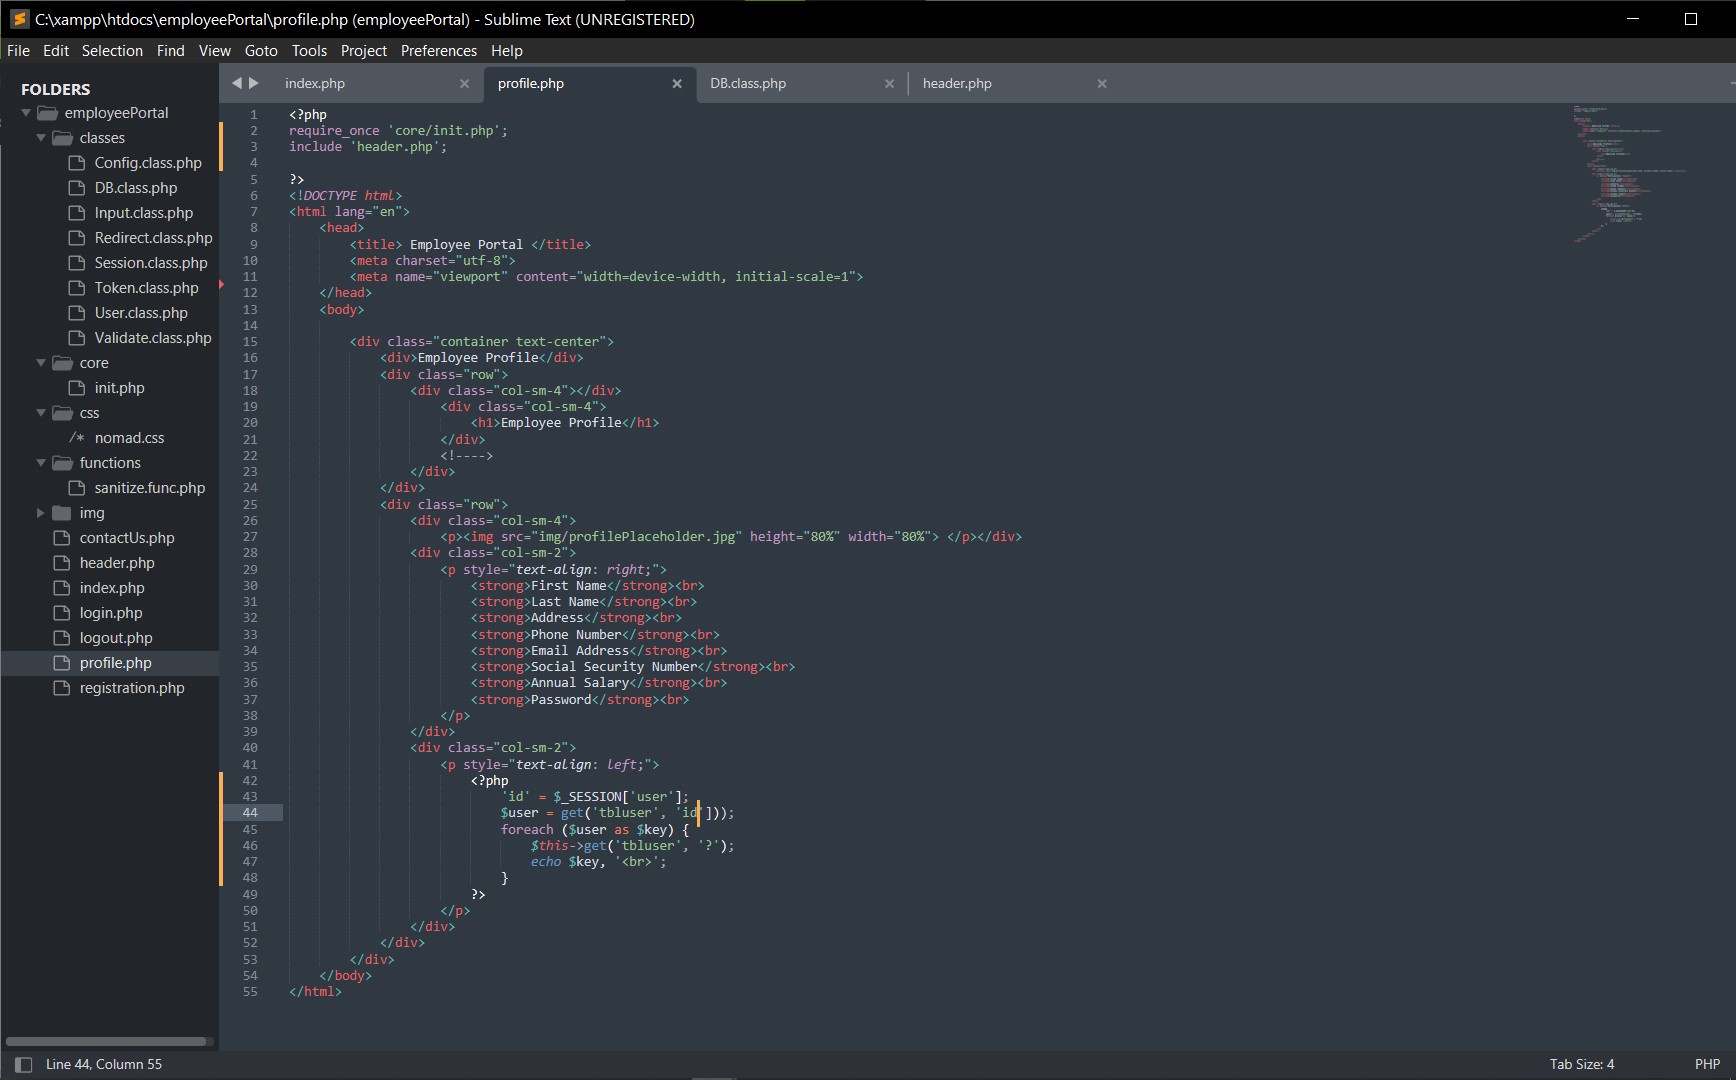 C:\xampp\htdocs\employeePortal\profile.php (employeePortal) - Sublime Text (UNREGISTERED)
File Edit Selection Find View Goto Tools Project Preferences Help
FOLDERS
employeePortal
classes
Config.class.php
DB.class.php
Input.class.php
Redirect.class.php
Session.class.php
Token.class.php
User.class.php
Validate.class.php
core
init.php
css
/* nomad.css
functions
sanitize.func.php
img
contactUs.php
header.php
index.php
login.php
logout.php
profile.php
registration.php
index.php profile.php DB.class.php header.php
1 <?php
2 require_once 'core/init.php';
3 include 'header.php';
4
5 ?>
6 <!DOCTYPE html>
7 <html lang="en">
8 <head>
9 <title> Employee Portal </title>
10 <meta charset="utf-8">
11 <meta name="viewport" content="width=device-width, initial-scale=1">
12 </head>
13 <body>
14
15 <div class="container text-center">
16 <div>Employee Profile</div>
17 <div class="row">
18 <div class="col-sm-4"></div>
19 <div class="col-sm-4">
20 <h1>Employee Profile</h1>
21 </div>
22 <!---->
23 </div>
24 </div>
25 <div class="row">
26 <div class="col-sm-4">
27 <p><img src="img/profilePlaceholder.jpg" height="80%" width="80%"> </p></div>
28 <div class="col-sm-2">
29 <p style="text-align: right;">
30 <strong>First Name</strong><br>
31 <strong>Last Name</strong><br>
32 <strong>Address</strong><br>
33 <strong>Phone Number</strong><br>
34 <strong>Email Address</strong><br>
35 <strong>Social Security Number</strong><br>
36 <strong>Annual Salary</strong><br>
37 <strong>Password</strong><br>
38 </p>
39 </div>
40 <div class="col-sm-2">
41 <p style="text-align: left;">
42 <?php
43 'id' = $_SESSION['user'];
44 $user = get('tbluser', 'id']));
45 foreach ($user as $key) {
46 $this->get('tbluser', '?');
47 echo $key, '<br>';
48 }
49 ?>
50 </p>
51 </div>
52 </div>
53 </div>
54 </body>
55 </html>
Line 44, Column 55
Tab Size: 4
PHP